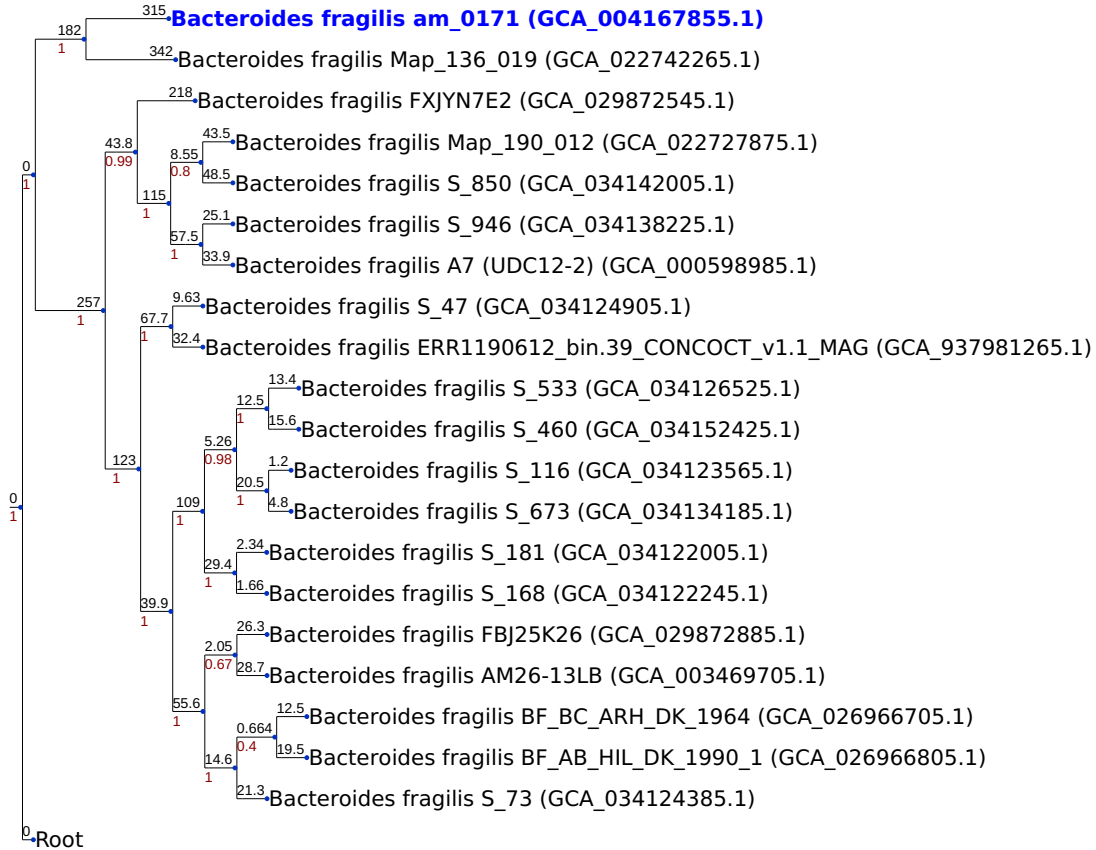 315 Bacteroides fragilis am_0171 (GCA_004167855.1)
182
1
342 Bacteroides fragilis Map_136_019 (GCA_022742265.1)
218 Bacteroides fragilis FXJYN7E2 (GCA_029872545.1)
43.8
0.99
43.5 Bacteroides fragilis Map_190_012 (GCA_022727875.1)
8.55
0.8
0
1
48.5 Bacteroides fragilis S_850 (GCA_034142005.1)
115
1
25.1 Bacteroides fragilis S_946 (GCA_034138225.1)
57.5
1
33.9 Bacteroides fragilis A7 (UDC12-2) (GCA_000598985.1)
257
1
9.63 Bacteroides fragilis S_47 (GCA_034124905.1)
67.7
1
32.4 Bacteroides fragilis ERR1190612_bin.39_CONCOCT_v1.1_MAG (GCA_937981265.1)
13.4 Bacteroides fragilis S_533 (GCA_034126525.1)
12.5
1
15.6 Bacteroides fragilis S_460 (GCA_034152425.1)
5.26
0.98
123
1
1.2 Bacteroides fragilis S_116 (GCA_034123565.1)
20.5
1
4.8 Bacteroides fragilis S_673 (GCA_034134185.1)
0
1
109
1
2.34 Bacteroides fragilis S_181 (GCA_034122005.1)
29.4
1
1.66 Bacteroides fragilis S_168 (GCA_034122245.1)
39.9
1
26.3 Bacteroides fragilis FBJ25K26 (GCA_029872885.1)
2.05
0.67
28.7 Bacteroides fragilis AM26-13LB (GCA_003469705.1)
55.6
1
12.5 Bacteroides fragilis BF_BC_ARH_DK_1964 (GCA_026966705.1)
0.664
0.4
19.5 Bacteroides fragilis BF_AB_HIL_DK_1990_1 (GCA_026966805.1)
14.6
1
21.3 Bacteroides fragilis S_73 (GCA_034124385.1)
0 Root